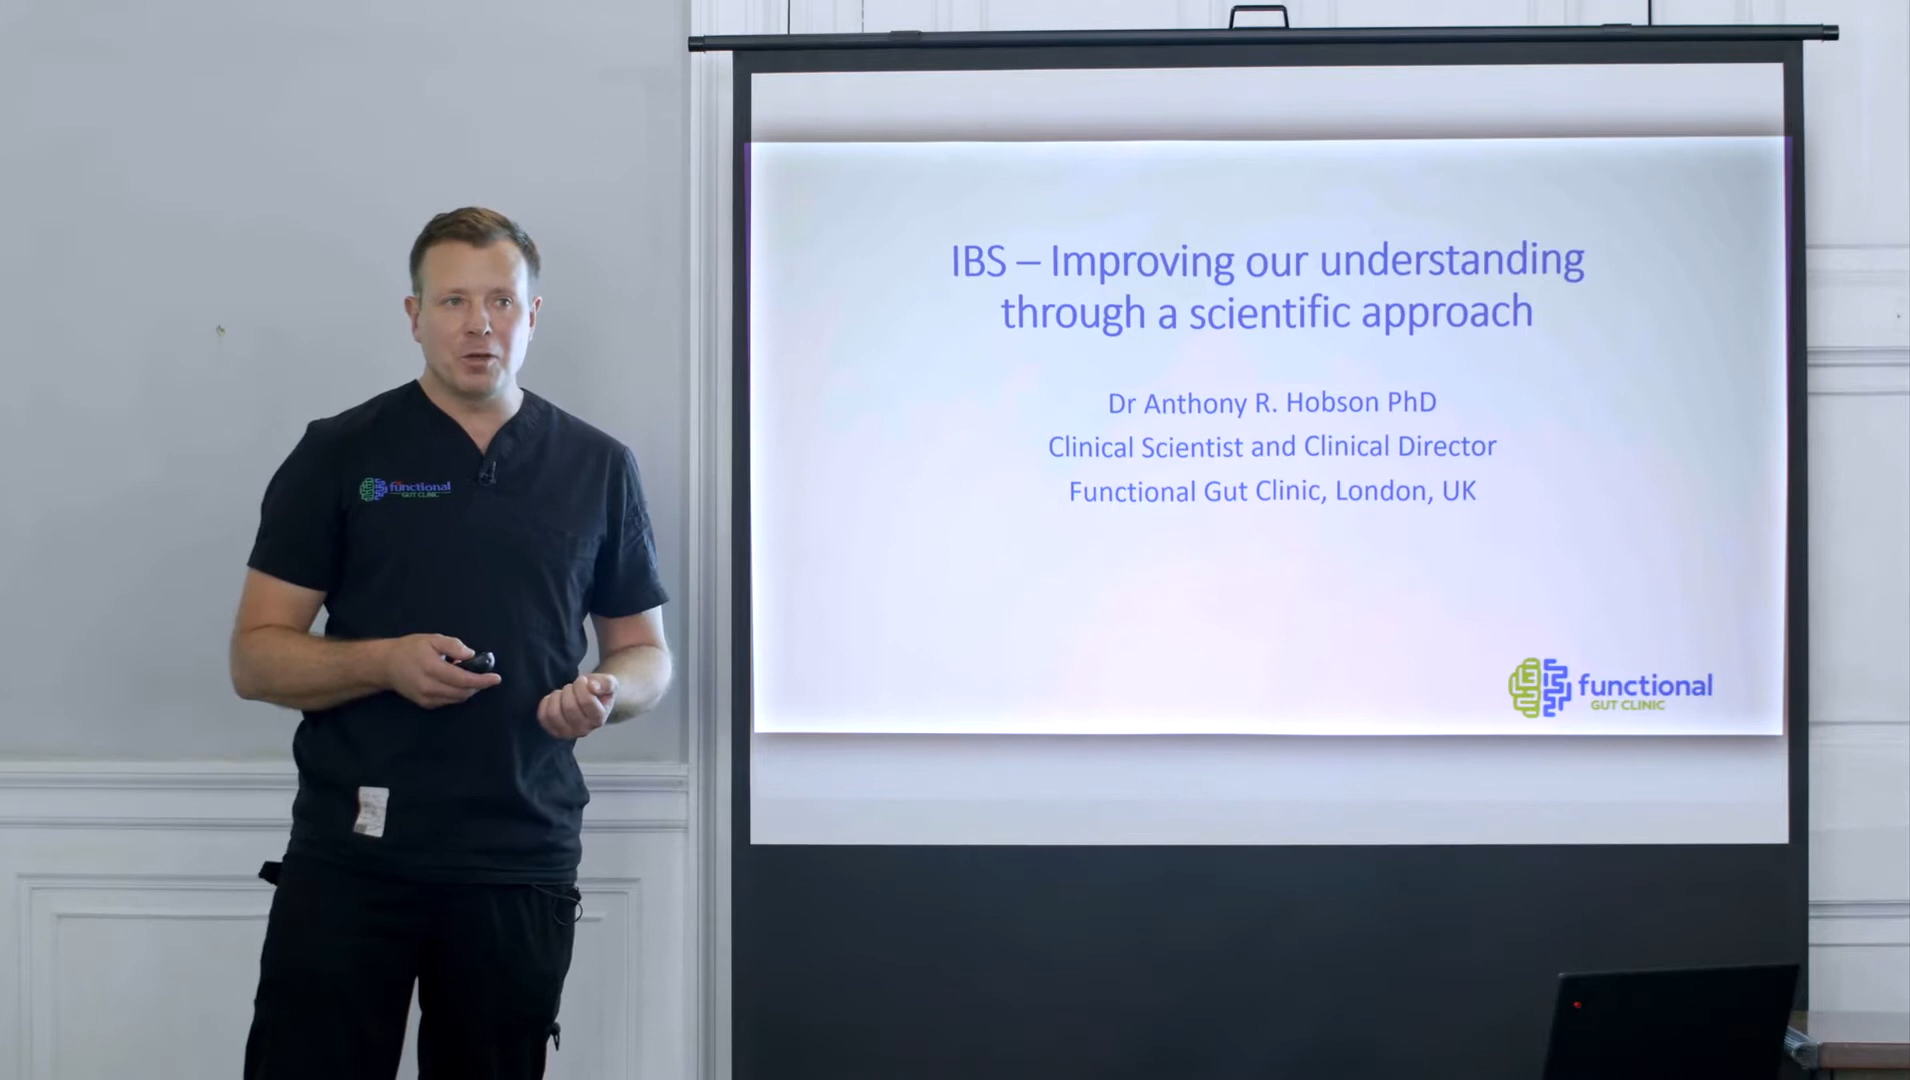 functional
GUT CLINIC
IBS – Improving our understanding
through a scientific approach
Dr Anthony R. Hobson PhD
Clinical Scientist and Clinical Director
Functional Gut Clinic, London, UK
functional
GUT CLINIC